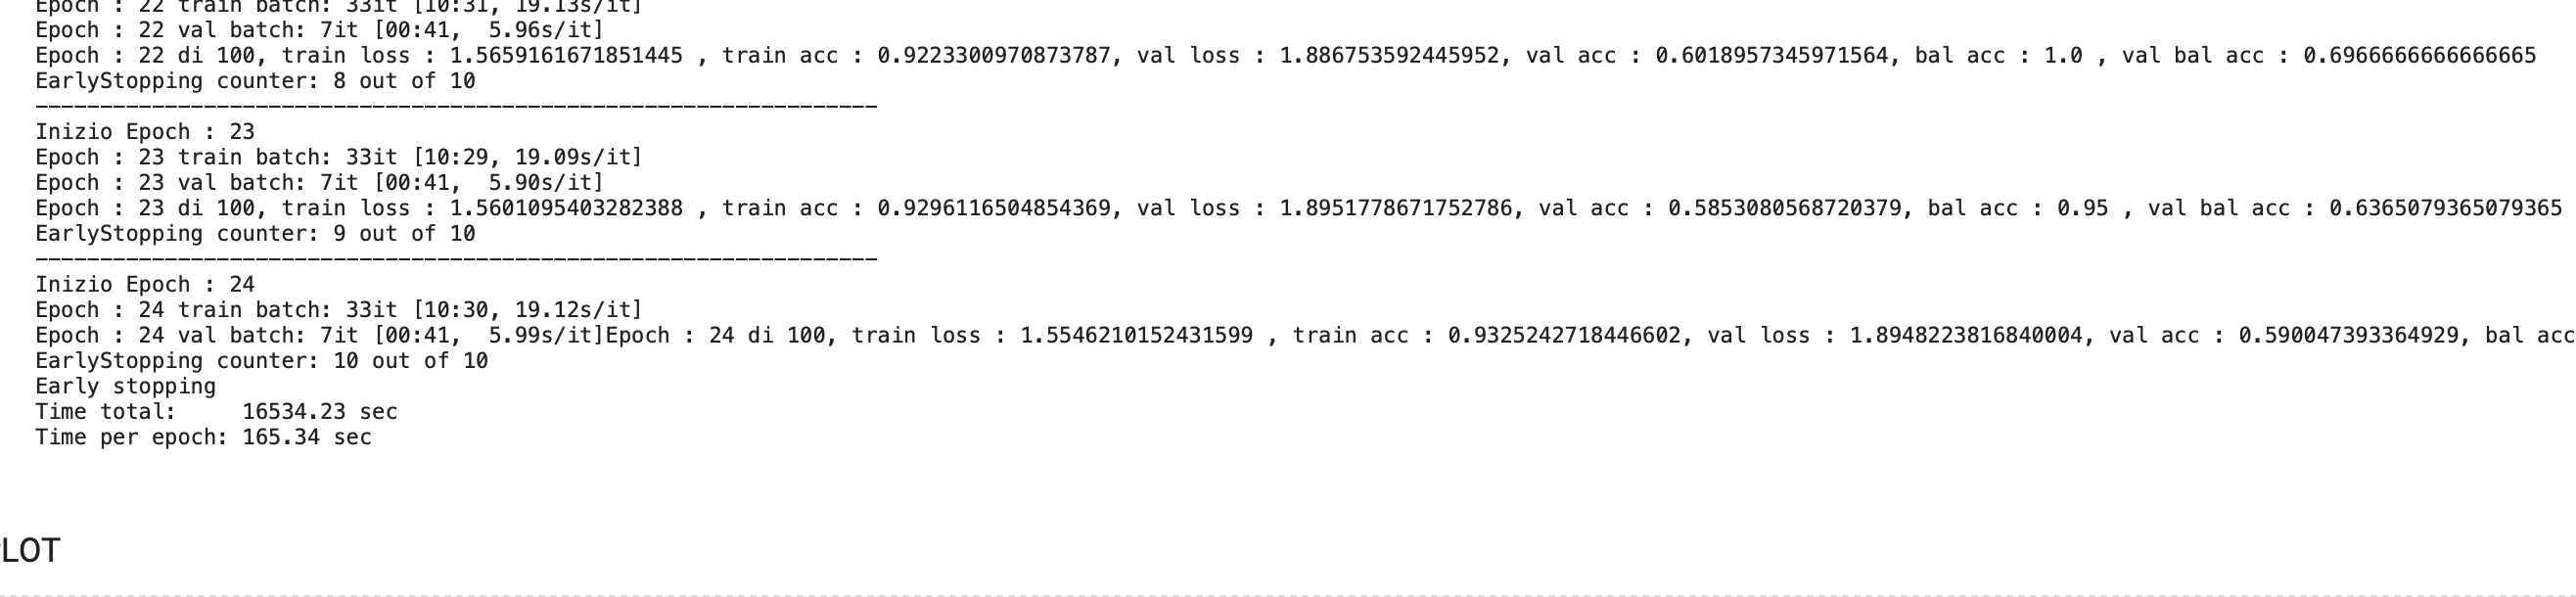 Epoch : 22 train batch: 33it [10:31, 19.13s/it]
Epoch : 22 val batch: 7it [00:41,  5.96s/it]
Epoch : 22 di 100, train loss : 1.5659161671851445 , train acc : 0.9223300970873787, val loss : 1.886753592445952, val acc : 0.6018957345971564, bal acc : 1.0 , val bal acc : 0.6966666666666665
EarlyStopping counter: 8 out of 10
-----------------------------------------------------------------
Inizio Epoch : 23
Epoch : 23 train batch: 33it [10:29, 19.09s/it]
Epoch : 23 val batch: 7it [00:41,  5.90s/it]
Epoch : 23 di 100, train loss : 1.5601095403282388 , train acc : 0.9296116504854369, val loss : 1.8951778671752786, val acc : 0.5853080568720379, bal acc : 0.95 , val bal acc : 0.6365079365079365
EarlyStopping counter: 9 out of 10
-----------------------------------------------------------------
Inizio Epoch : 24
Epoch : 24 train batch: 33it [10:30, 19.12s/it]
Epoch : 24 val batch: 7it [00:41,  5.99s/it]Epoch : 24 di 100, train loss : 1.5546210152431599 , train acc : 0.9325242718446602, val loss : 1.8948223816840004, val acc : 0.590047393364929, bal acc
EarlyStopping counter: 10 out of 10
Early stopping
Time total:     16534.23 sec
Time per epoch: 165.34 sec
LOT